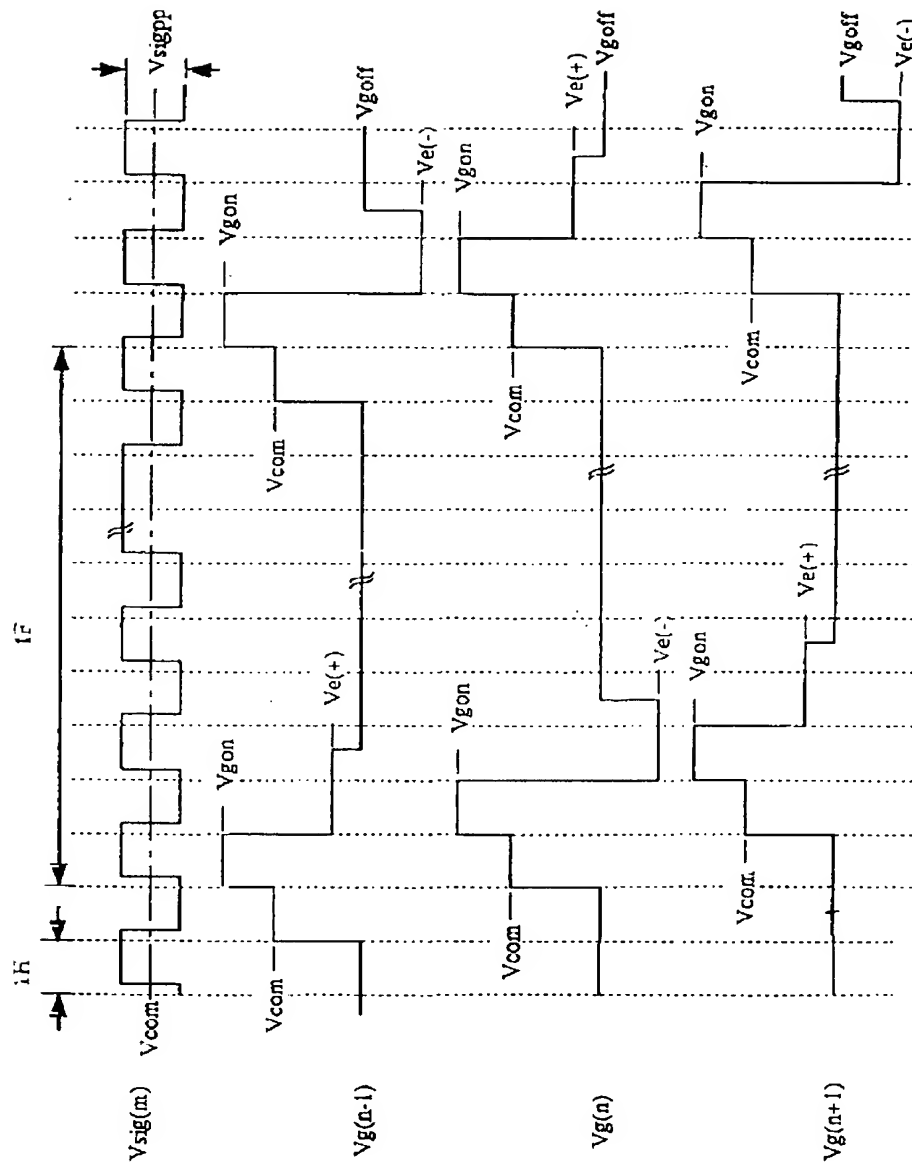 1H
1F
Vsig(m)
Vcom
Vsigpp
Vg(n-1)
Vcom
Vgon
Ve(+)
Vcom
Vgon
Vgoff
Ve(-)
Vg(n)
Vcom
Vgon
Ve(-)
Vcom
Vgon
Ve(+)
Vgoff
Vg(n+1)
Vcom
Vgon
Ve(+)
Vcom
Vgon
Vgoff
Ve(-)